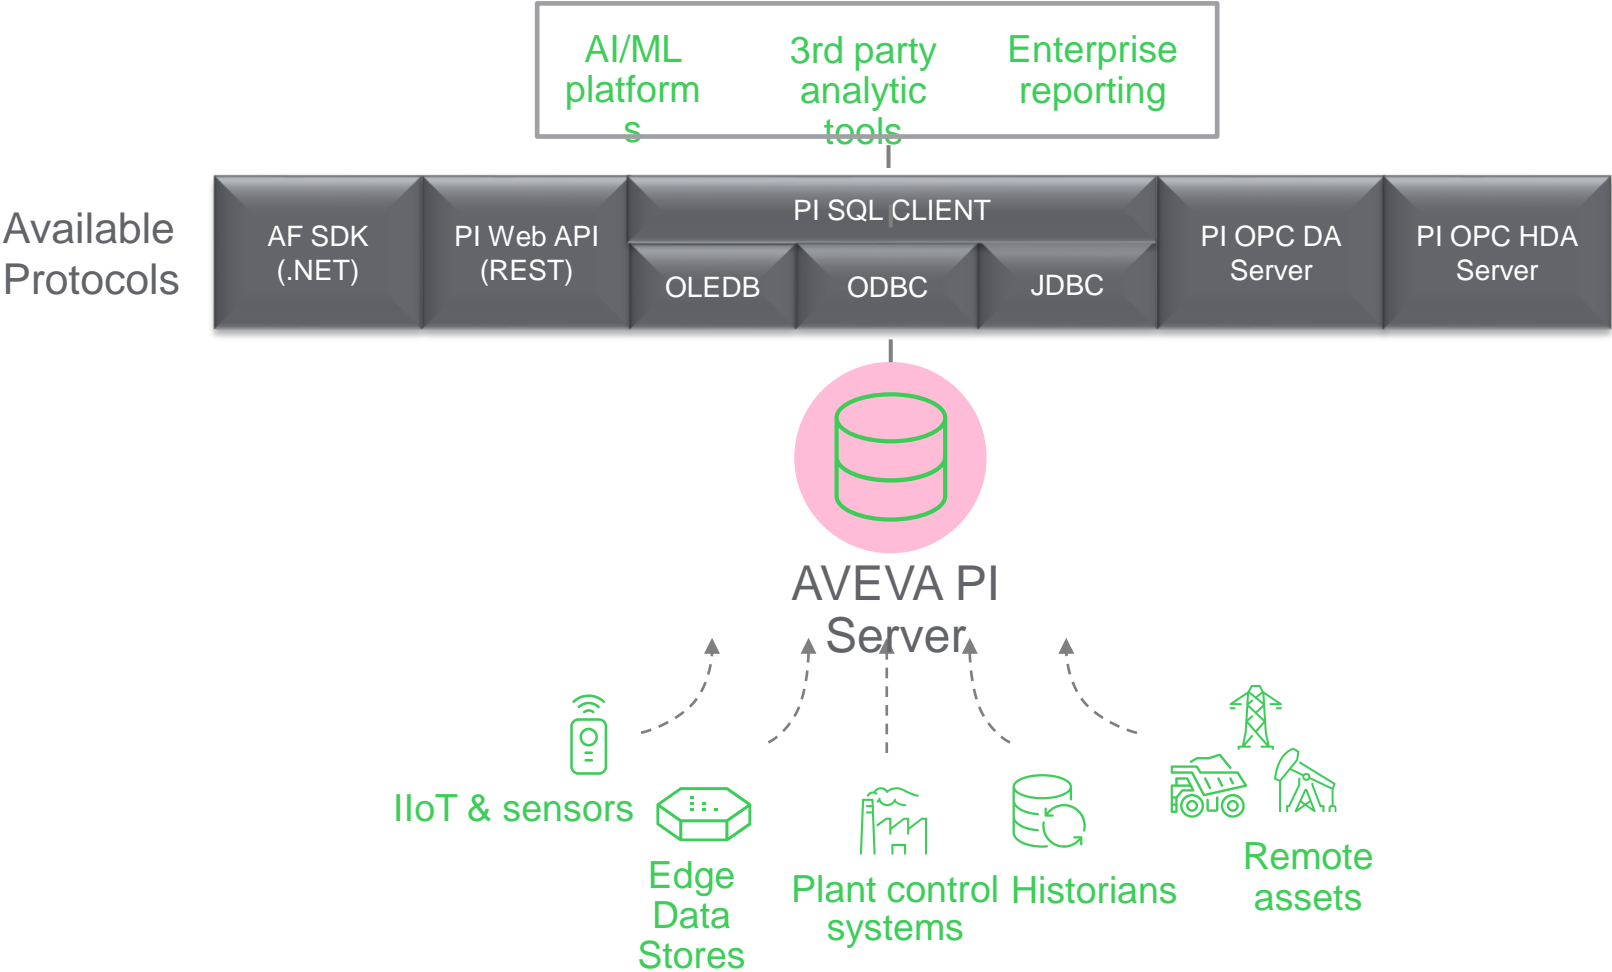 AI/ML
platform
s
3rd party
analytic
tools
Enterprise
reporting
Available
Protocols
AF SDK
(.NET)
PI Web API
(REST)
PI SQL CLIENT
OLEDB
ODBC
JDBC
PI OPC DA
Server
PI OPC HDA
Server
AVEVA PI
Server
IIoT & sensors
Edge
Data
Stores
Plant control
systems
Historians
Remote
assets